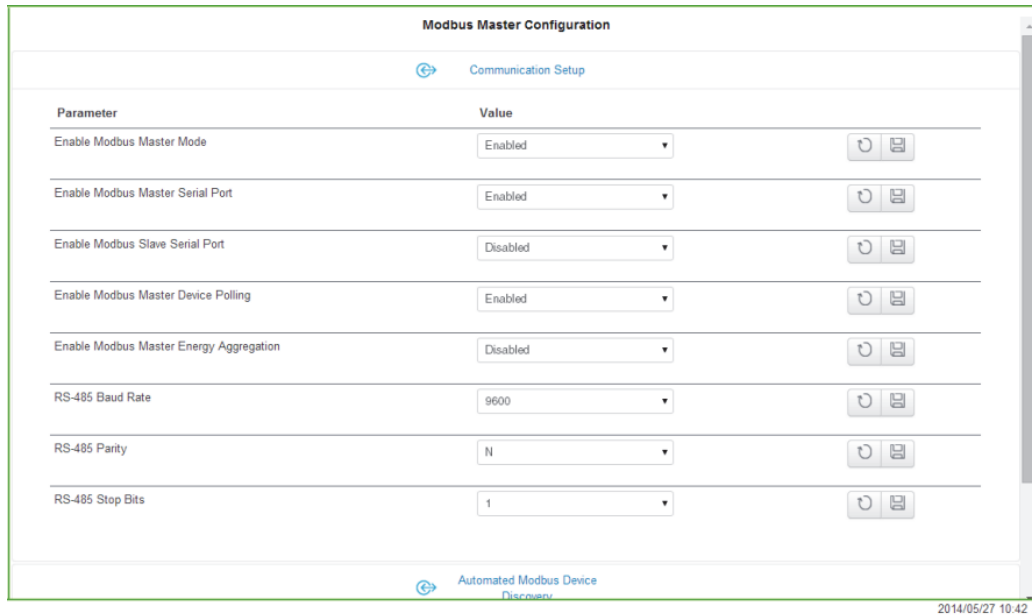 Modbus Master Configuration
Communication Setup
Parameter Value
Enable Modbus Master Mode Enabled
Enable Modbus Master Serial Port Enabled
Enable Modbus Slave Serial Port Disabled
Enable Modbus Master Device Polling Enabled
Enable Modbus Master Energy Aggregation Disabled
RS-485 Baud Rate 9600
RS-485 Parity N
RS-485 Stop Bits 1
Automated Modbus Device
Discovery
2014/05/27 10:42